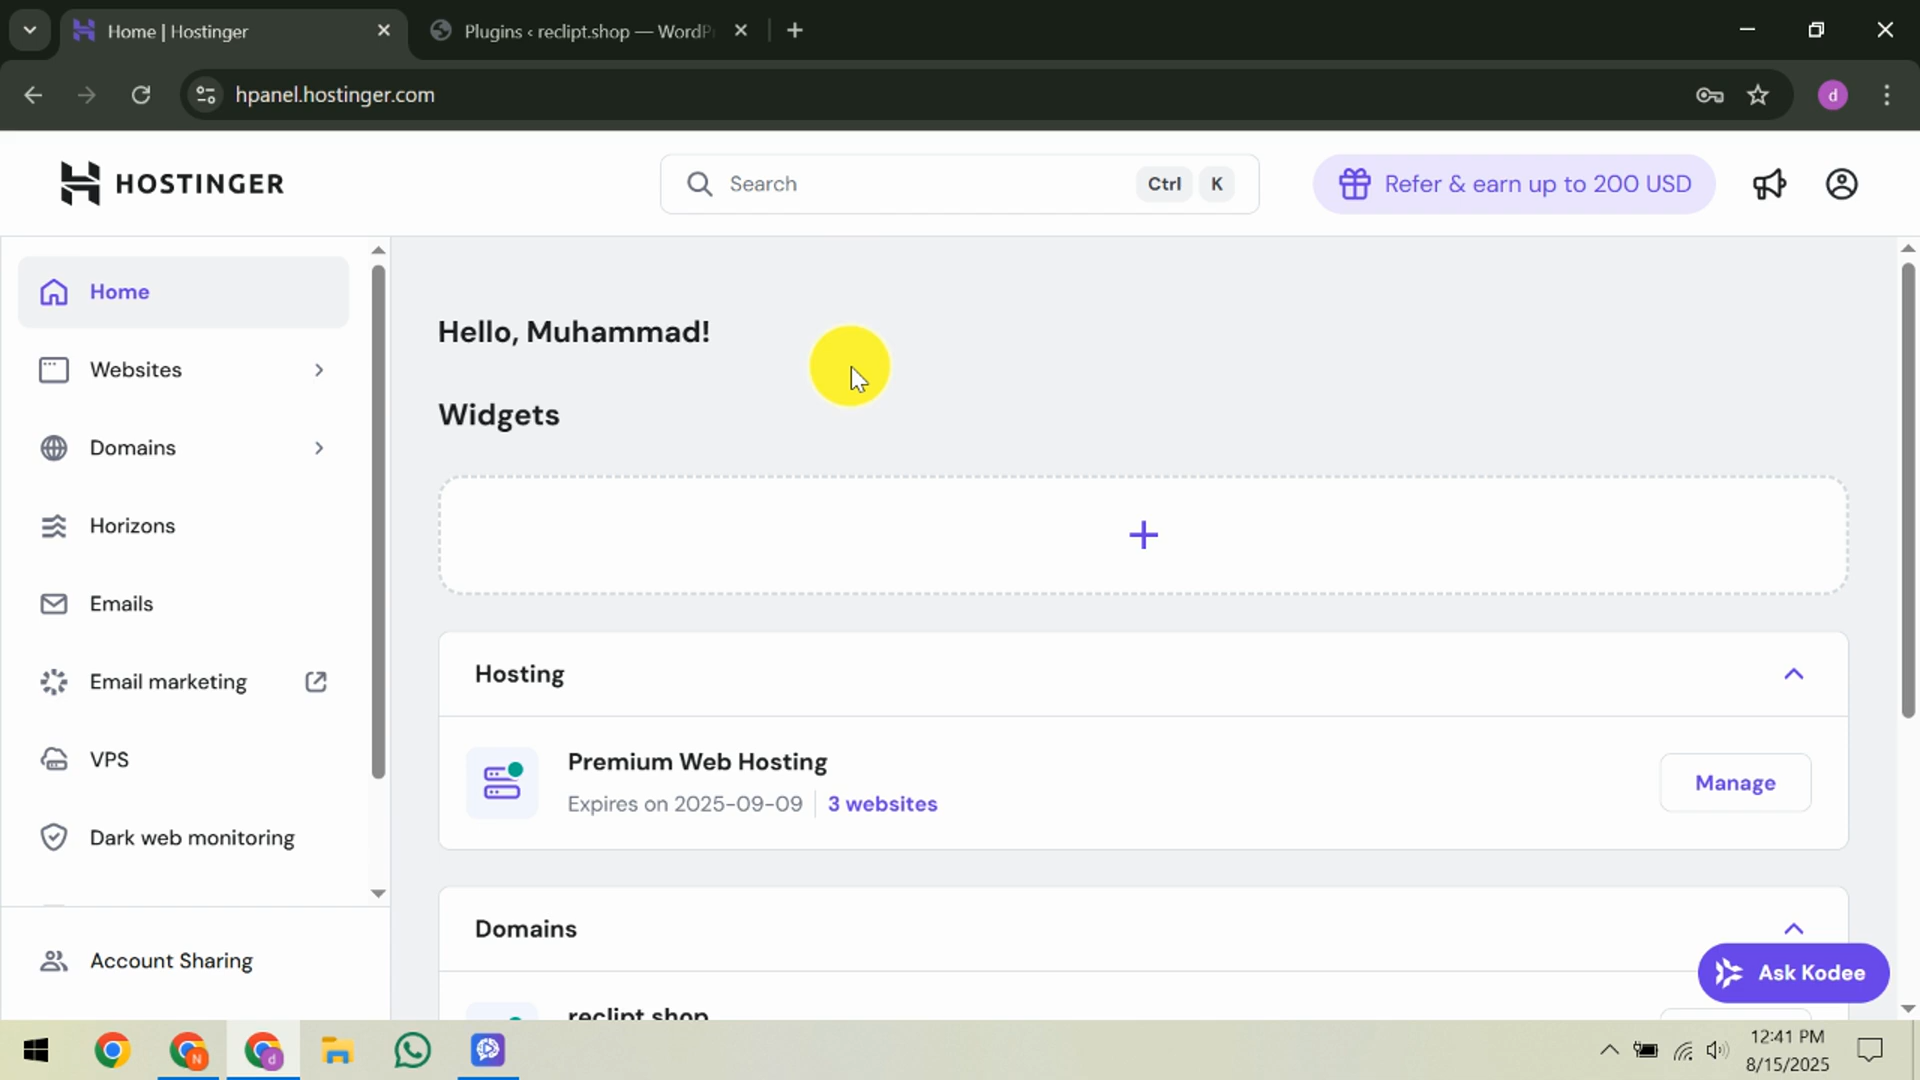 Home | Hostinger
Plugins ‹ reclipt.shop — WordPr
hpanel.hostinger.com
d
HOSTINGER
Search
Ctrl K
Refer & earn up to 200 USD
Home
Websites
Domains
Horizons
Emails
Email marketing
VPS
Dark web monitoring
Account Sharing
Hello, Muhammad!
Widgets
Hosting
Premium Web Hosting
Expires on 2025-09-09
3 websites
Manage
Domains
reclipt.shop
Ask Kodee
N
d
12:41 PM
8/15/2025